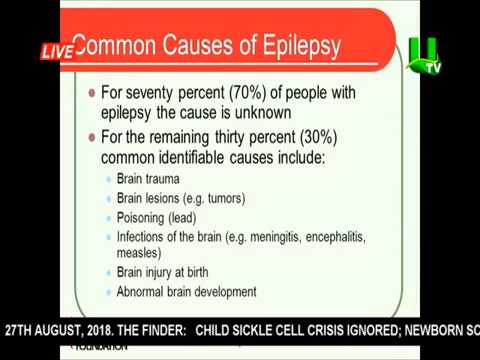 LIVE
Common Causes of Epilepsy
U
TV
For seventy percent (70%) of people with
epilepsy the cause is unknown
For the remaining thirty percent (30%)
common identifiable causes include:
Brain trauma
Brain lesions (e.g. tumors)
Poisoning (lead)
Infections of the brain (e.g. meningitis, encephalitis,
measles)
Brain injury at birth
Abnormal brain development
27TH AUGUST, 2018. THE FINDER: CHILD SICKLE CELL CRISIS IGNORED; NEWBORN SC
FOUNDATION